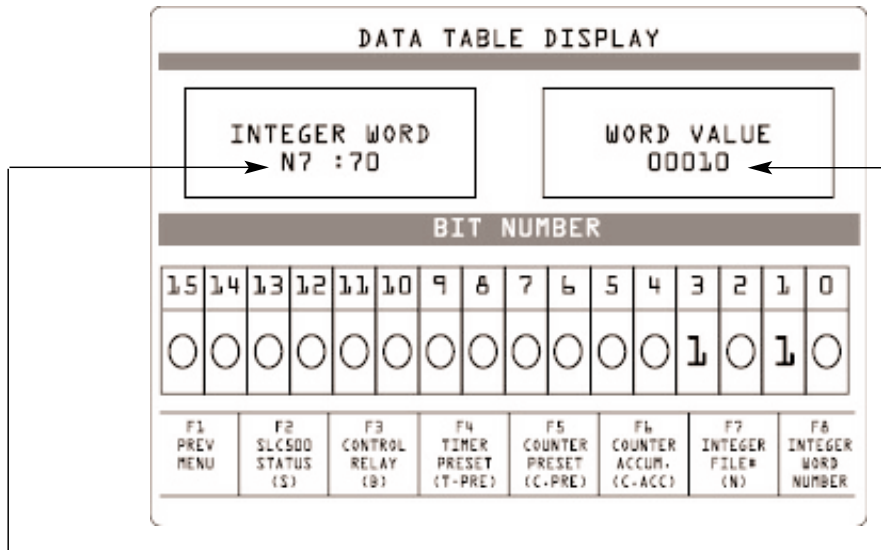 DATA TABLE DISPLAY
INTEGER WORD
N7 :70
WORD VALUE
00010
BIT NUMBER
15 14 13 12 11 10 9 8 7 6 5 4 3 2 1 0
0 0 0 0 0 0 0 0 0 0 0 0 1 0 1 0
F1 PREV MENU
F2 SLC500 STATUS (S)
F3 CONTROL RELAY (B)
F4 TIMER PRESET (T-PRE)
F5 COUNTER PRESET (C.PRE)
F6 COUNTER ACCUM. (C-ACC)
F7 INTEGER FILE# (N)
F8 INTEGER WORD NUMBER